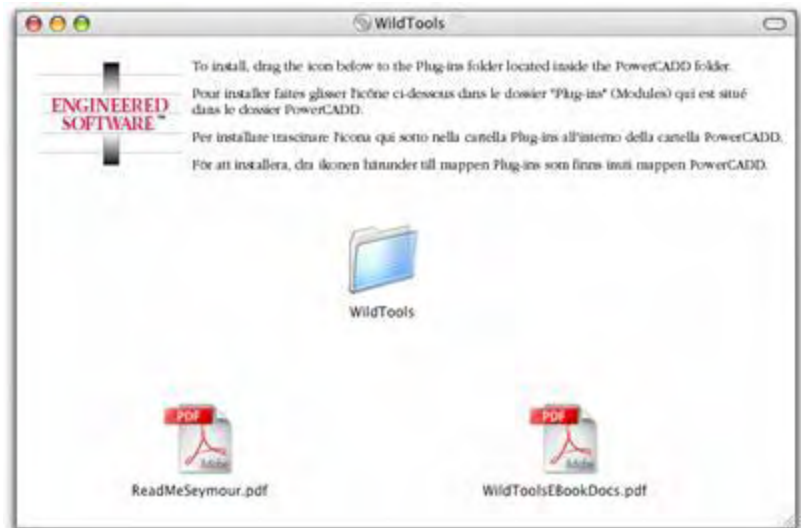 WildTools
ENGINEERED
SOFTWARE™
To install, drag the icon below to the Plug-ins folder located inside the PowerCADD folder.
Pour installer faites glisser l'icône ci-dessous dans le dossier "Plug-ins" (Modules) qui est situé
dans le dossier PowerCADD.
Per installare trascinare l'icona qui sotto nella cartella Plug-ins all'interno della cartella PowerCADD.
För att installera, dra ikonen härunder till mappen Plug-ins som finns inuti mappen PowerCADD.
WildTools
PDF
Adobe
ReadMeSeymour.pdf
PDF
Adobe
WildToolsEBookDocs.pdf